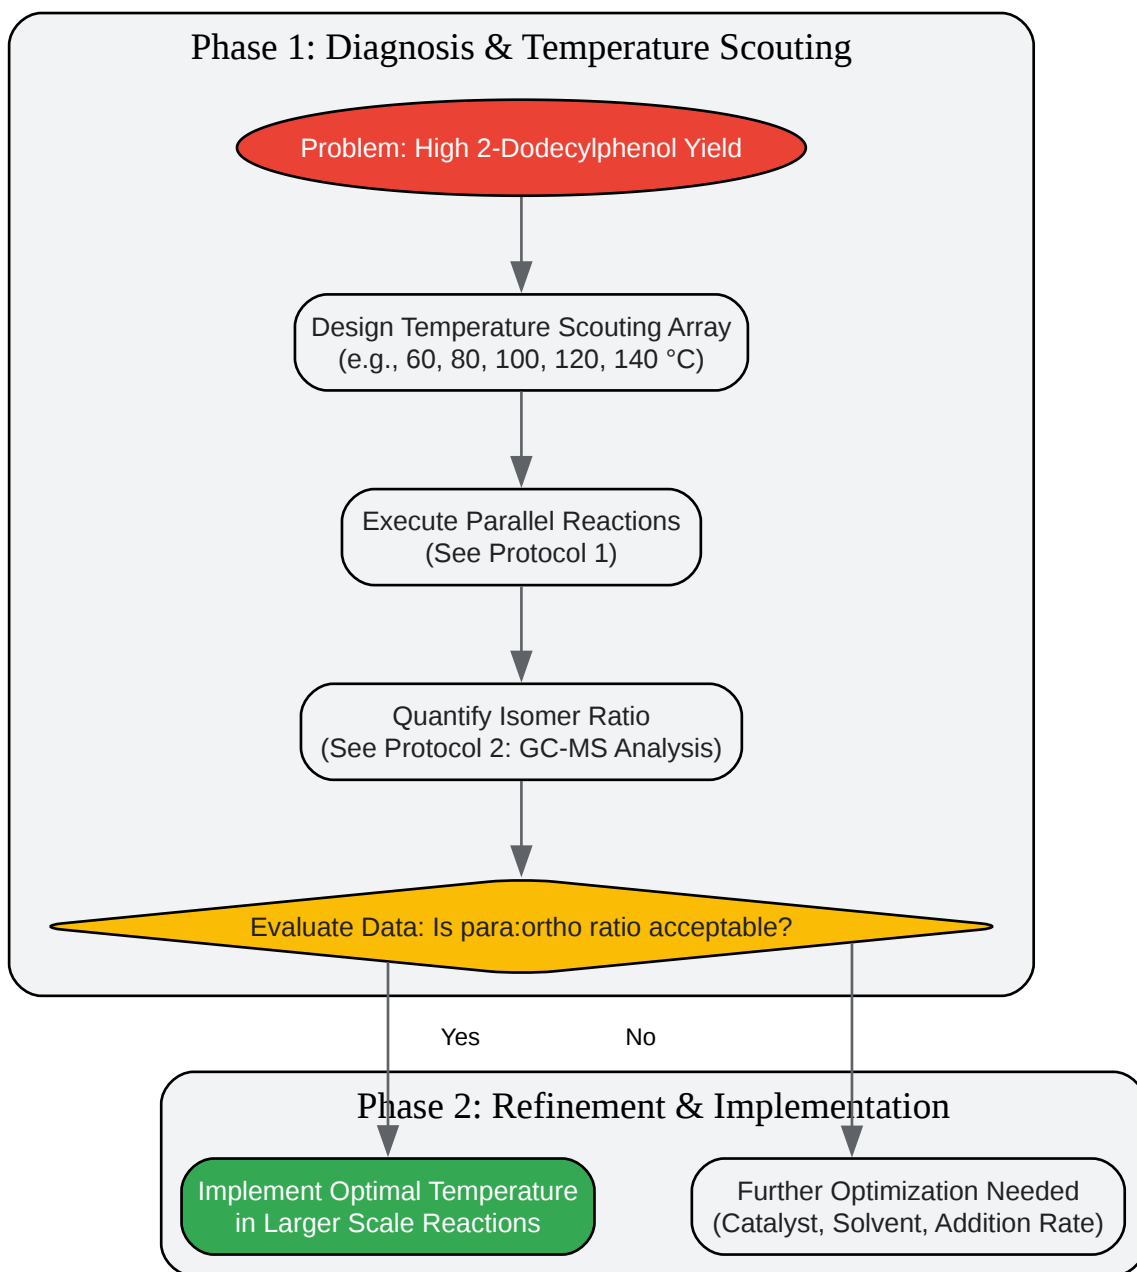 Phase 1: Diagnosis & Temperature Scouting
Problem: High 2-Dodecylphenol Yield
Design Temperature Scouting Array
(e.g., 60, 80, 100, 120, 140 °C)
Execute Parallel Reactions
(See Protocol 1)
Quantify Isomer Ratio
(See Protocol 2: GC-MS Analysis)
Evaluate Data: Is para:ortho ratio acceptable?
Yes
No
Phase 2: Refinement & Implementation
Implement Optimal Temperature
in Larger Scale Reactions
Further Optimization Needed
(Catalyst, Solvent, Addition Rate)